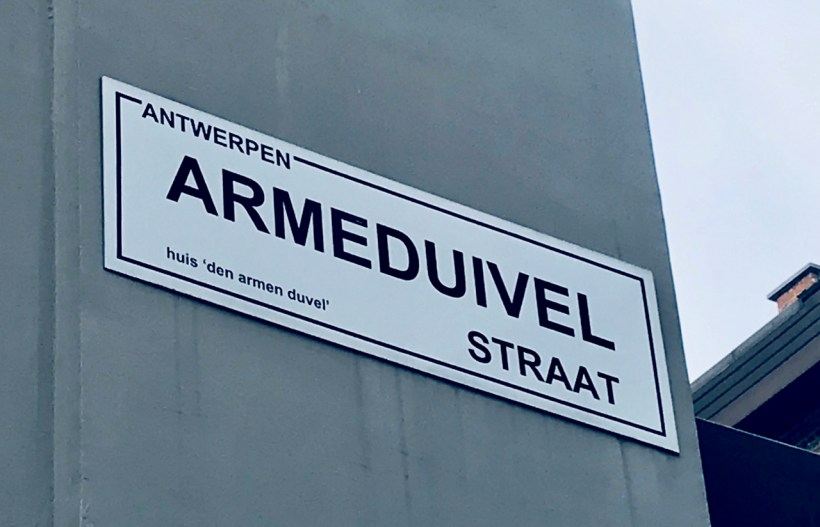 ANTWERPEN
ARMEDUIVEL
STRAAT
huis ‘den armen duvel’